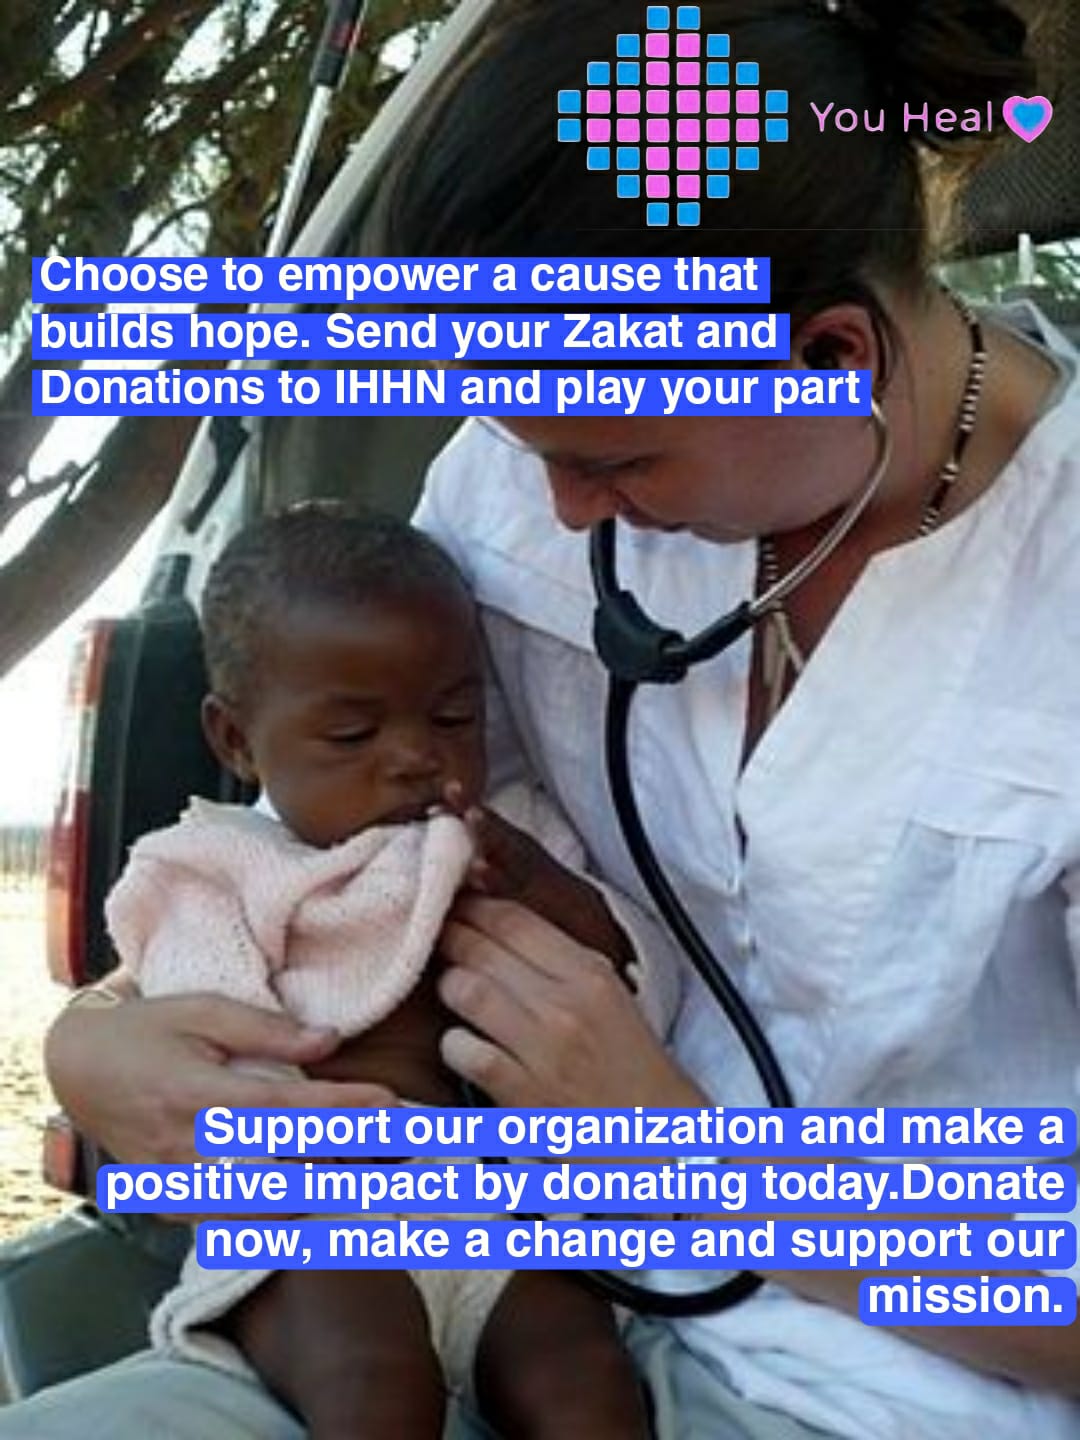 You Heal
Choose to empower a cause that
builds hope. Send your Zakat and
Donations to IHHN and play your part
Support our organization and make a
positive impact by donating today.Donate
now, make a change and support our
mission.